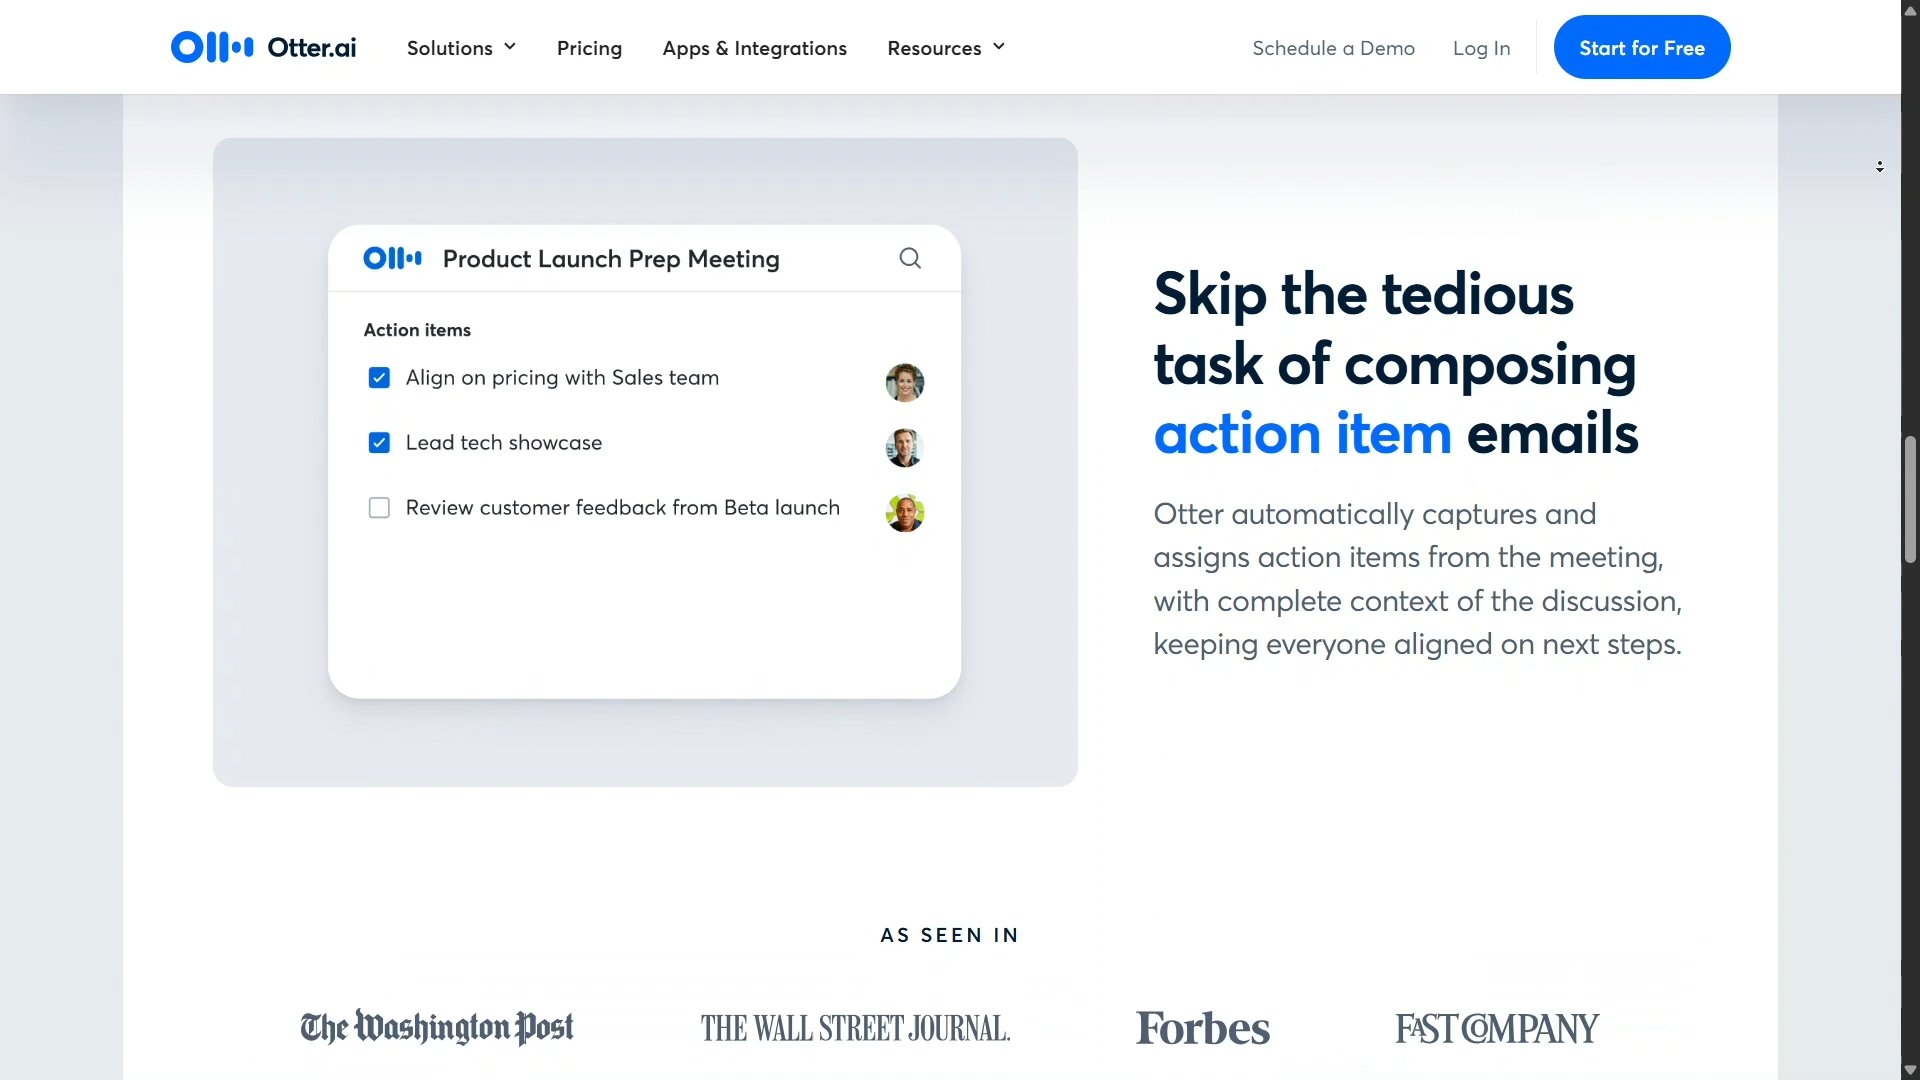 Otter.ai Solutions Pricing Apps & Integrations Resources Schedule a Demo Log In Start for Free
Product Launch Prep Meeting
Action items
Align on pricing with Sales team
Lead tech showcase
Review customer feedback from Beta launch
Skip the tedious
task of composing
action item emails
Otter automatically captures and
assigns action items from the meeting,
with complete context of the discussion,
keeping everyone aligned on next steps.
AS SEEN IN
The Washington Post THE WALL STREET JOURNAL. Forbes FAST COMPANY